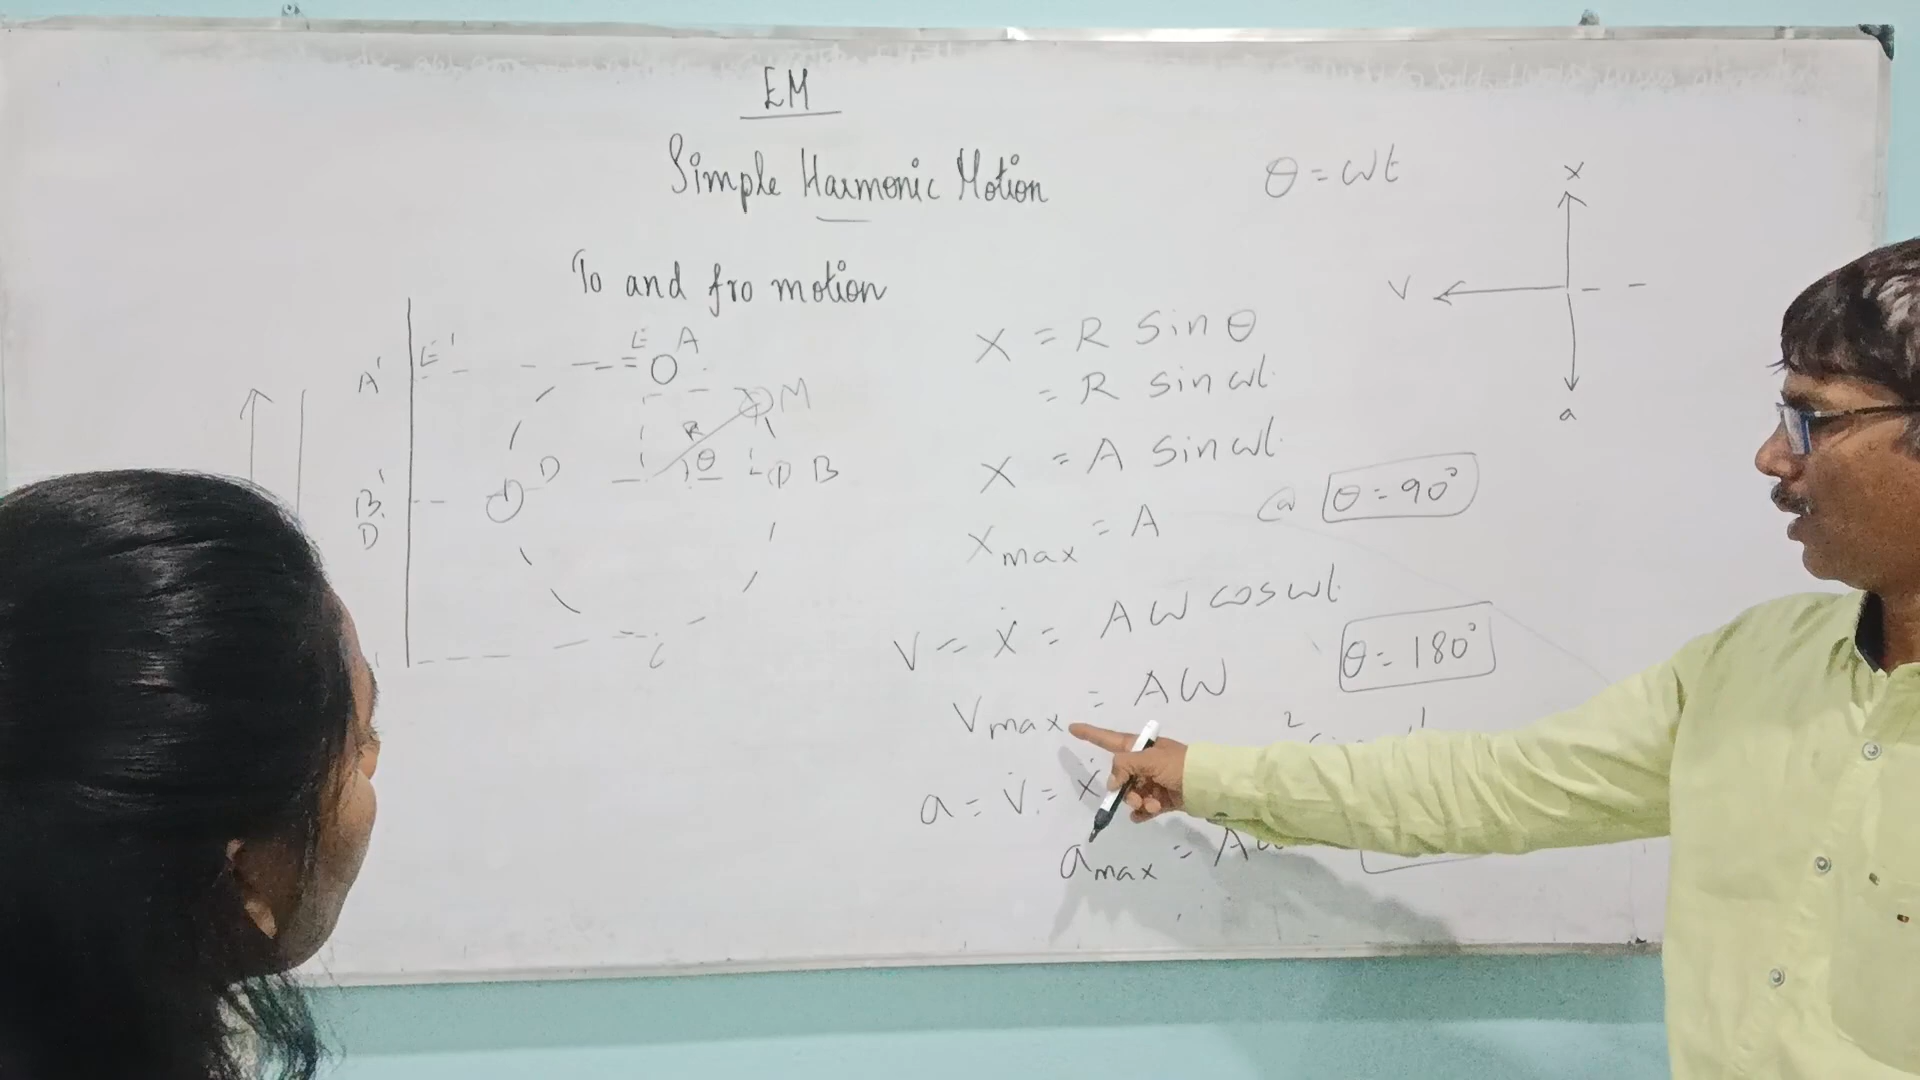 EM
Simple Harmonic Motion
θ = ωt
X
V
a
To and fro motion
A' E' E A
M
R
θ
B'
D
D
B
C
X = R Sin θ
= R Sin ωt
X = A Sin ωt
Xmax = A @ θ = 90°
V = Ẋ = Aω cos ωt
Vmax = Aω θ = 180°
a = V̇ = Ẍ
amax = Aω